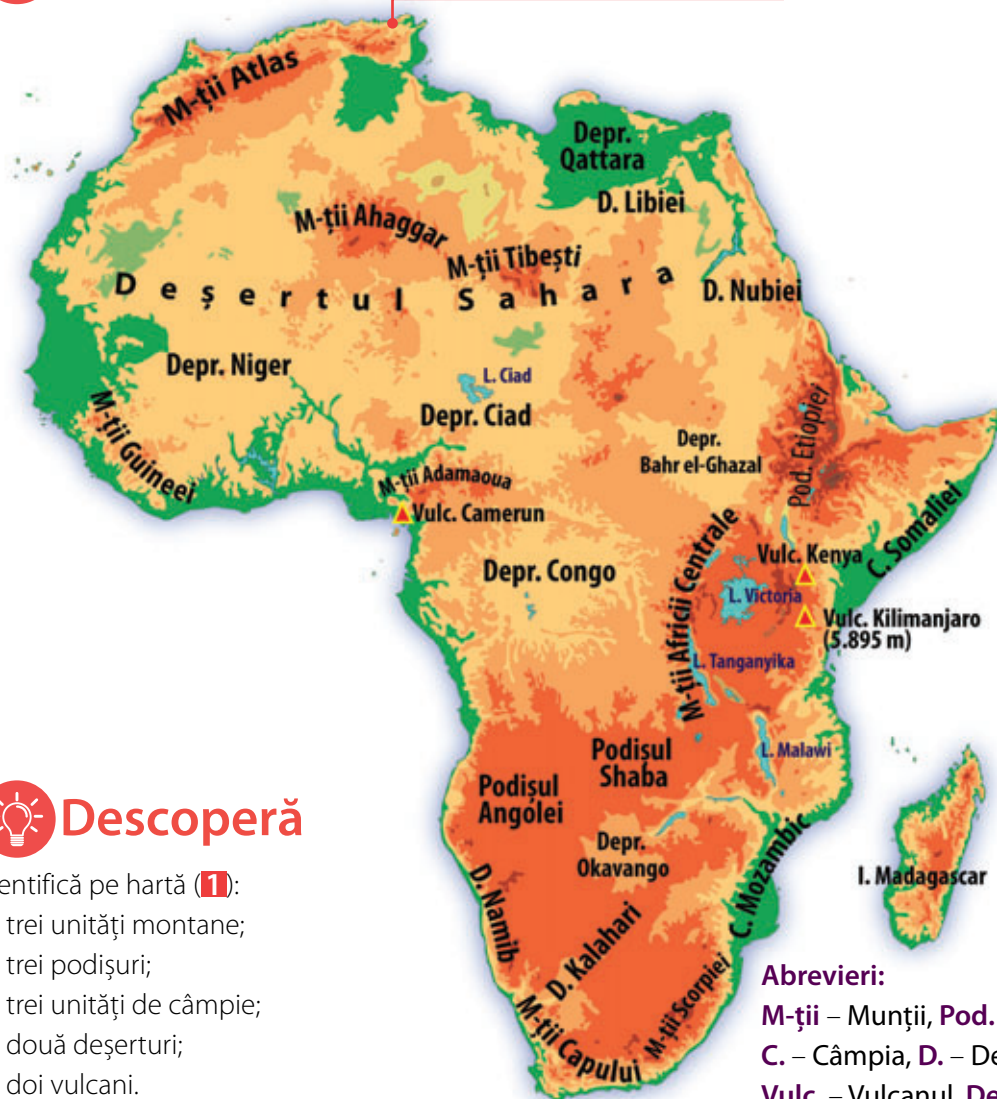 M-ții Atlas
Depr.
Qattara
D. Libiei
M-ții Ahaggar
M-ții Tibești
Deșertul Sahara
D. Nubiei
Depr. Niger
L. Ciad
Depr. Ciad
M-ții Guineei
Depr.
Bahr el-Ghazal
Pod. Etiopiei
M-ții Adamaoua
Vulc. Camerun
C. Somaliei
Vulc. Kenya
Depr. Congo
M-ții Africii Centrale
L. Victoria
Vulc. Kilimanjaro
(5.895 m)
L. Tanganyika
Podișul
Shaba
L. Malawi
Podișul
Angolei
Depr.
Okavango
C. Mozambic
I. Madagascar
D. Namib
D. Kalahari
M-ții Scorpiei
M-ții Capului
Descoperă
entifică pe hartă (1):
trei unități montane;
trei podișuri;
trei unități de câmpie;
două deșerturi;
doi vulcani.
Abrevieri:
M-ții – Munții, Pod.
C. – Câmpia, D. – De
Vulc. – Vulcanul, De